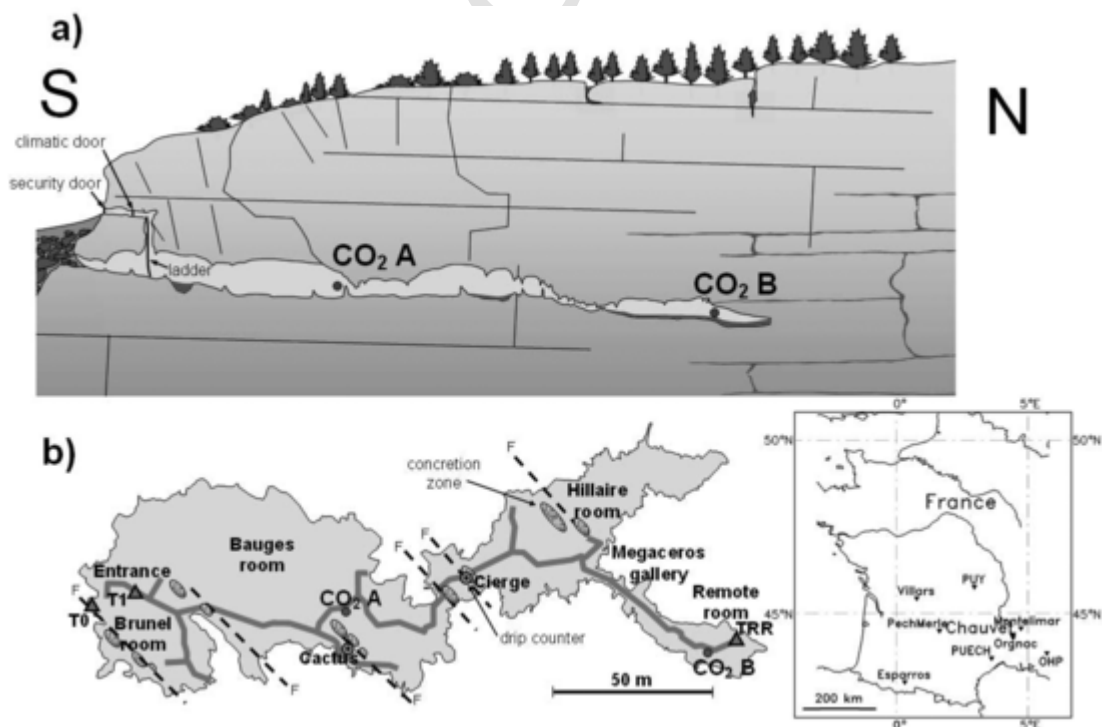 a)
S
N
climatic door
security door
ladder
CO₂ A
CO₂ B
b)
F
concretion
zone
Hillaire
room
Bauges
room
F
F
Megaceros
gallery
Entrance
T1
F
T0
Brunel
room
CO₂ A
Cierge
Remote
room
TRR
drip counter
Cactus
CO₂ B
F
F
50 m
0°
5°E
50°N
50°N
France
Villars
PUY
45°N
45°N
PechMerle
Chauvet
Montelimar
Orgnac
PUECH
OHP
Esparros
200 km
0°
5°E